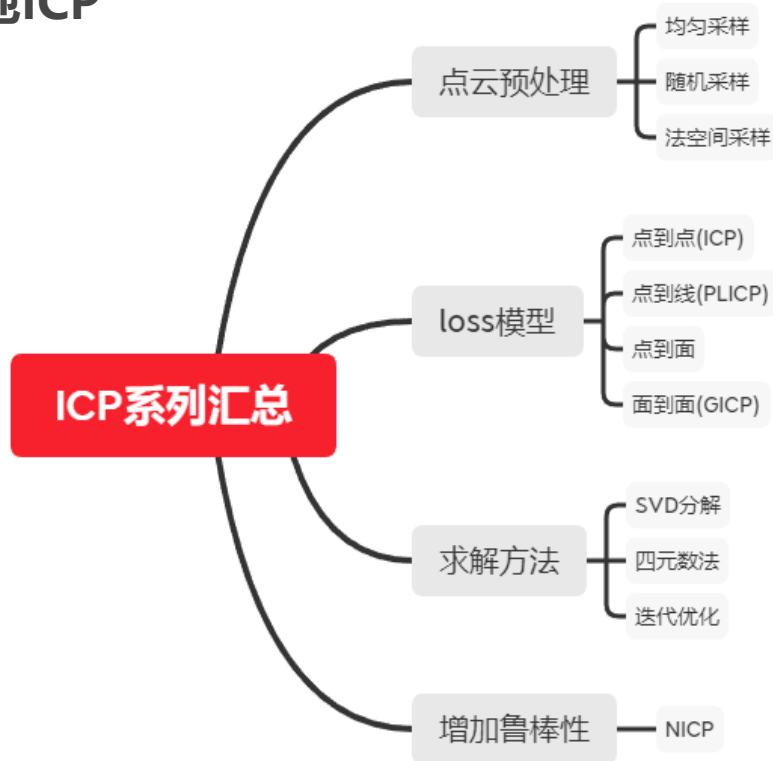 ICP
点云预处理
均匀采样
随机采样
法空间采样
loss模型
点到点(ICP)
点到线(PLICP)
点到面
面到面(GICP)
ICP系列汇总
求解方法
SVD分解
四元数法
迭代优化
增加鲁棒性
NICP